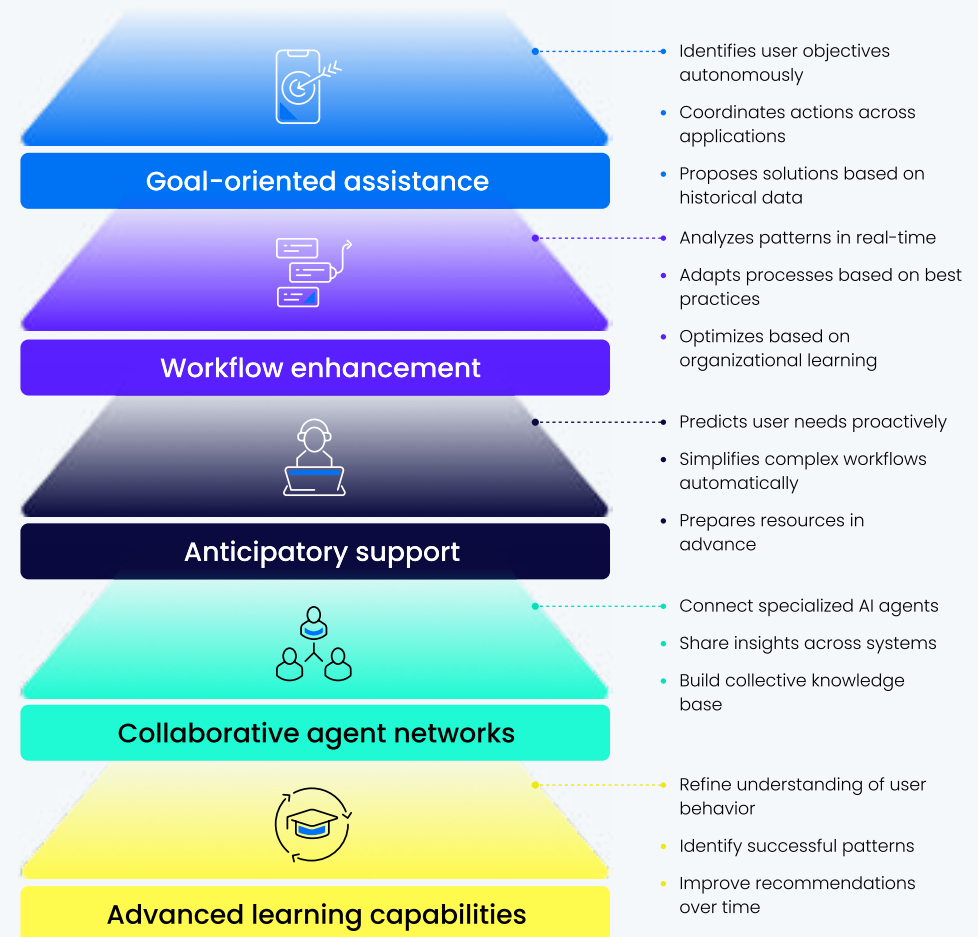 Identifies user objectives
autonomously
Coordinates actions across
applications
Proposes solutions based on
historical data
Goal-oriented assistance
Analyzes patterns in real-time
Adapts processes based on best
practices
Optimizes based on
organizational learning
Workflow enhancement
Predicts user needs proactively
Simplifies complex workflows
automatically
Prepares resources in
advance
Anticipatory support
Connect specialized AI agents
Share insights across systems
Build collective knowledge
base
Collaborative agent networks
Refine understanding of user
behavior
Identify successful patterns
Improve recommendations
over time
Advanced learning capabilities